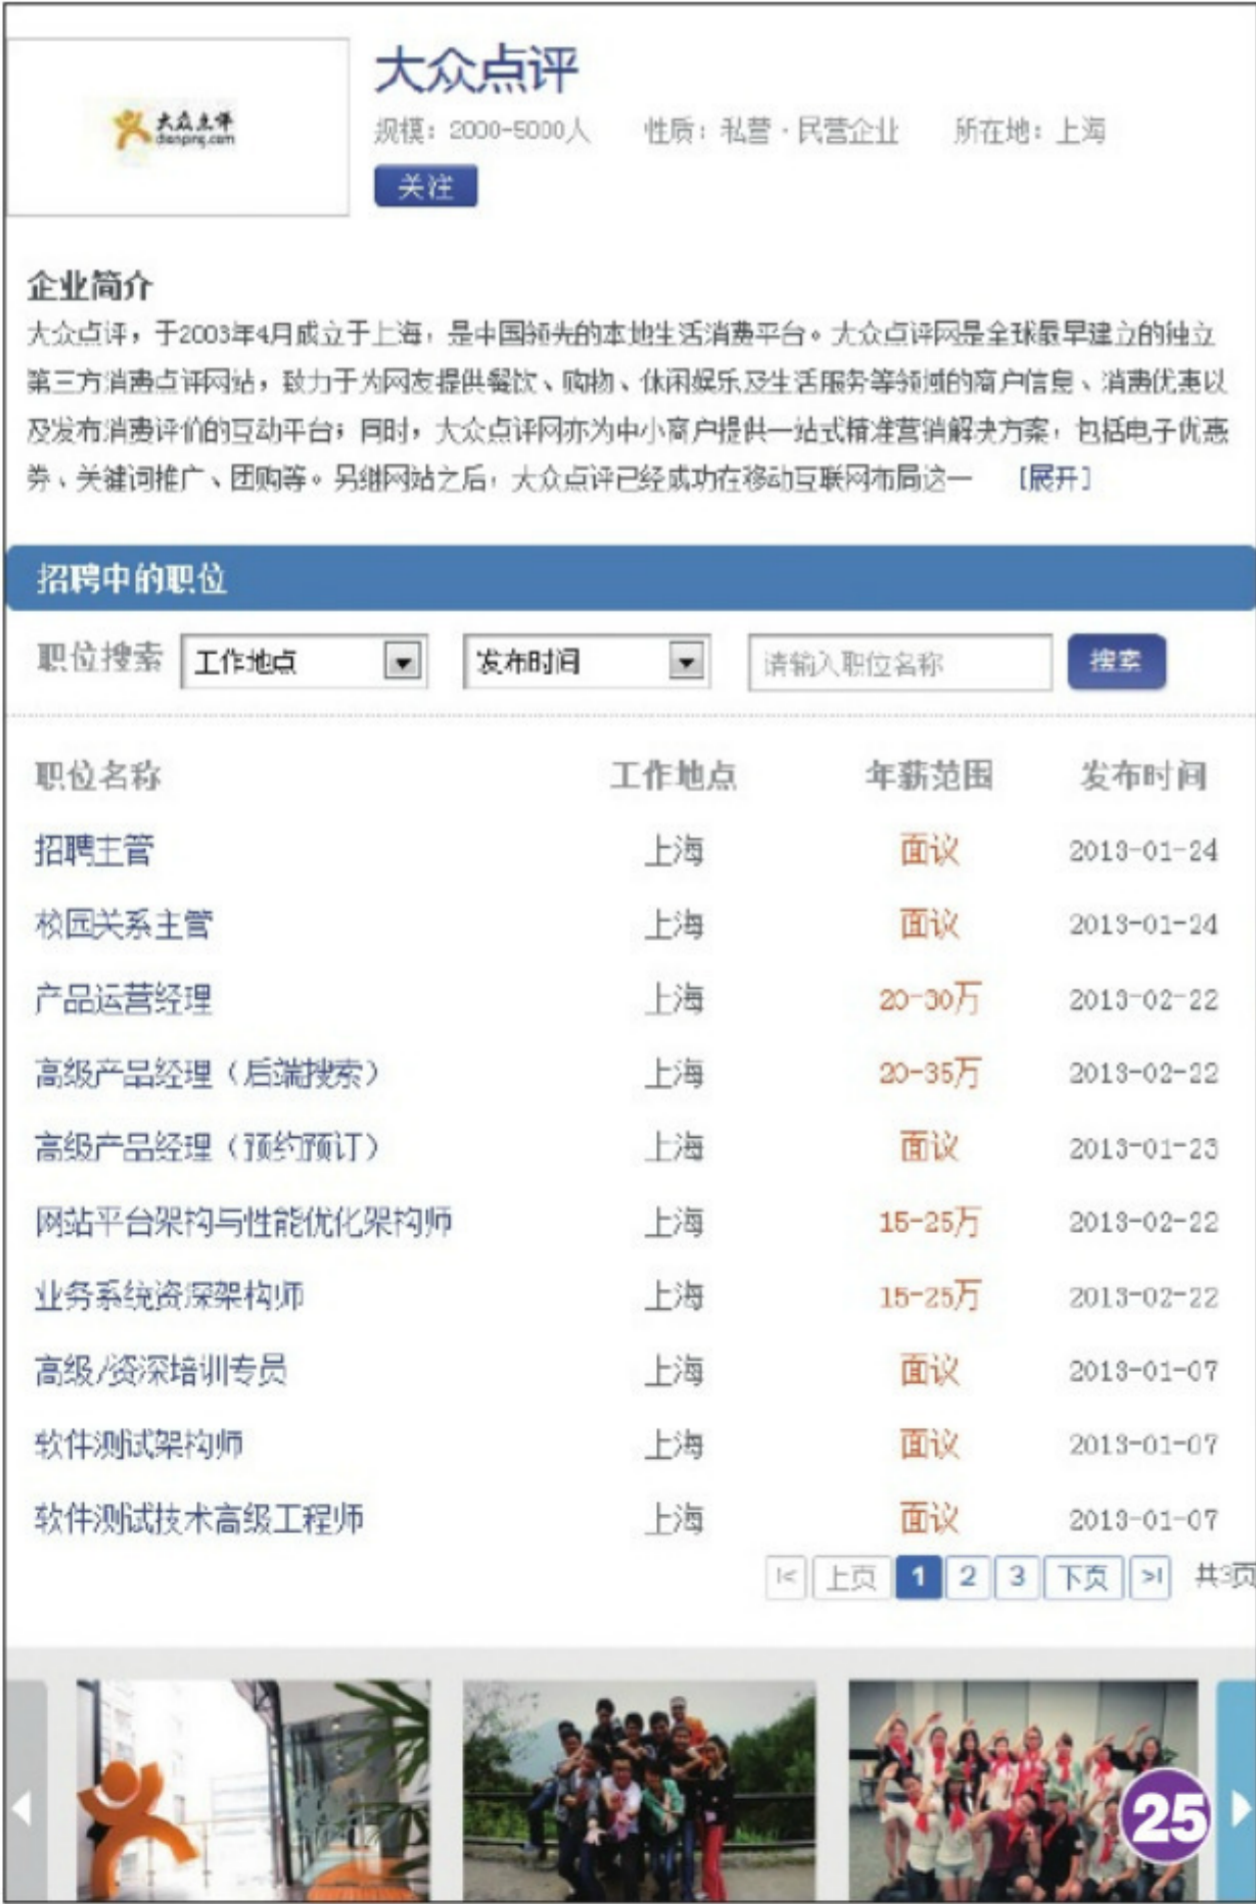 大众点评
dianping.com
大众点评
规模：2000-5000人 性质：私营·民营企业 所在地：上海
关注
企业简介
大众点评，于2003年4月成立于上海，是中国领先的本地生活消费平台。大众点评网是全球最早建立的独立
第三方消费点评网站，致力于为网友提供餐饮、购物、休闲娱乐及生活服务等领域的商户信息、消费优惠以
及发布消费评价的互动平台；同时，大众点评网亦为中小商户提供一站式精准营销解决方案，包括电子优惠
券、关键词推广、团购等。另继网站之后，大众点评已经成功在移动互联网布局这一 [展开]
招聘中的职位
职位搜索 工作地点 发布时间 请输入职位名称 搜索
职位名称 工作地点 年薪范围 发布时间
招聘主管 上海 面议 2013-01-24
校园关系主管 上海 面议 2013-01-24
产品运营经理 上海 20-30万 2013-02-22
高级产品经理（后端搜索） 上海 20-35万 2013-02-22
高级产品经理（预约预订） 上海 面议 2013-01-23
网站平台架构与性能优化架构师 上海 15-25万 2013-02-22
业务系统资深架构师 上海 15-25万 2013-02-22
高级/资深培训专员 上海 面议 2013-01-07
软件测试架构师 上海 面议 2013-01-07
软件测试技术高级工程师 上海 面议 2013-01-07
|< 上页 1 2 3 下页 >| 共3页
25